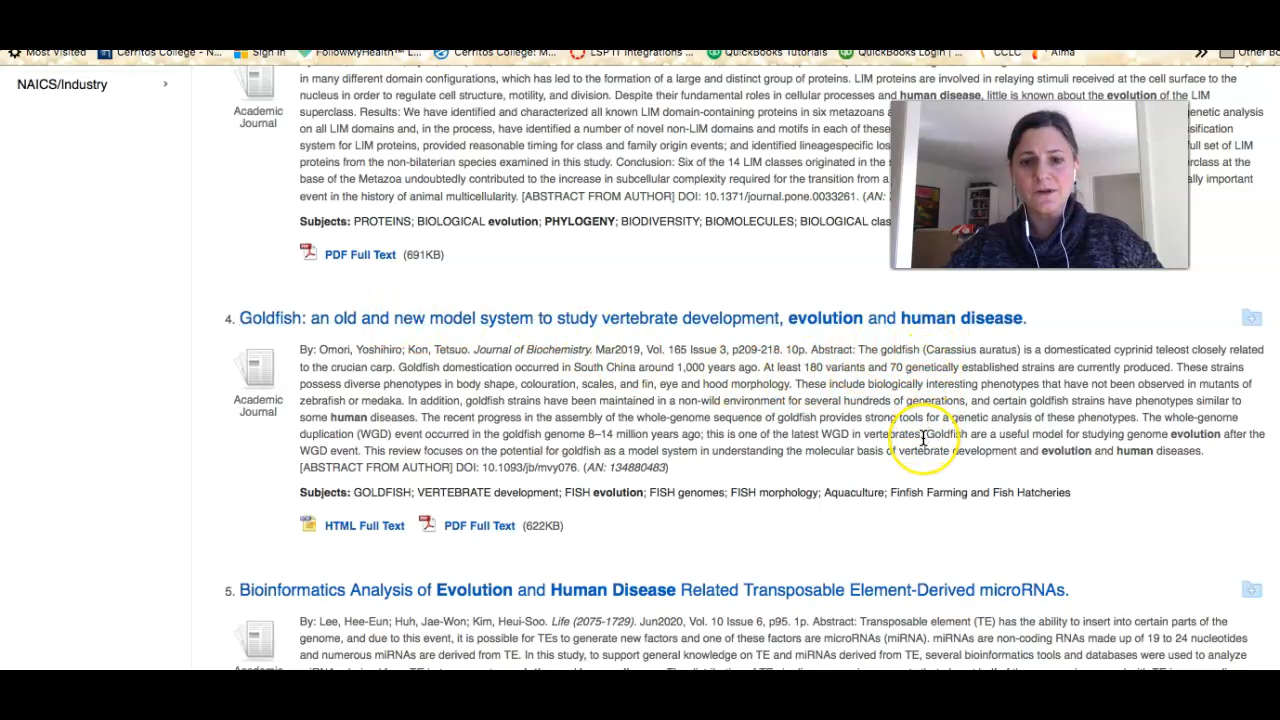 Most Visited Cerritos College - N... Sign In FollowMyHealth™ L... Cerritos College: M... LSP IT Integrations ... QuickBooks Tutorials QuickBooks Login | ... CCLC Alma » Other Bo
NAICS/Industry ›
in many different domain configurations, which has led to the formation of a large and distinct group of proteins. LIM proteins are involved in relaying stimuli received at the cell surface to the
nucleus in order to regulate cell structure, motility, and division. Despite their fundamental roles in cellular processes and human disease, little is known about the evolution of the LIM
superclass. Results: We have identified and characterized all known LIM domain-containing proteins in six metazoans a enetic analysis
on all LIM domains and, in the process, have identified a number of novel non-LIM domains and motifs in each of these ssification
system for LIM proteins, provided reasonable timing for class and family origin events; and identified lineagespecific los full set of LIM
proteins from the non-bilaterian species examined in this study. Conclusion: Six of the 14 LIM classes originated in the s erclass at the
base of the Metazoa undoubtedly contributed to the increase in subcellular complexity required for the transition from a ally important
event in the history of animal multicellularity. [ABSTRACT FROM AUTHOR] DOI: 10.1371/journal.pone.0033261. (AN:
Academic
Journal
Subjects: PROTEINS; BIOLOGICAL evolution; PHYLOGENY; BIODIVERSITY; BIOMOLECULES; BIOLOGICAL clas
PDF Full Text (691KB)
4. Goldfish: an old and new model system to study vertebrate development, evolution and human disease.
By: Omori, Yoshihiro; Kon, Tetsuo. Journal of Biochemistry. Mar2019, Vol. 165 Issue 3, p209-218. 10p. Abstract: The goldfish (Carassius auratus) is a domesticated cyprinid teleost closely related
to the crucian carp. Goldfish domestication occurred in South China around 1,000 years ago. At least 180 variants and 70 genetically established strains are currently produced. These strains
possess diverse phenotypes in body shape, colouration, scales, and fin, eye and hood morphology. These include biologically interesting phenotypes that have not been observed in mutants of
zebrafish or medaka. In addition, goldfish strains have been maintained in a non-wild environment for several hundreds of generations, and certain goldfish strains have phenotypes similar to
some human diseases. The recent progress in the assembly of the whole-genome sequence of goldfish provides strong tools for a genetic analysis of these phenotypes. The whole-genome
duplication (WGD) event occurred in the goldfish genome 8–14 million years ago; this is one of the latest WGD in vertebrates. Goldfish are a useful model for studying genome evolution after the
WGD event. This review focuses on the potential for goldfish as a model system in understanding the molecular basis of vertebrate development and evolution and human diseases.
[ABSTRACT FROM AUTHOR] DOI: 10.1093/jb/mvy076. (AN: 134880483)
Academic
Journal
Subjects: GOLDFISH; VERTEBRATE development; FISH evolution; FISH genomes; FISH morphology; Aquaculture; Finfish Farming and Fish Hatcheries
HTML Full Text PDF Full Text (622KB)
5. Bioinformatics Analysis of Evolution and Human Disease Related Transposable Element-Derived microRNAs.
By: Lee, Hee-Eun; Huh, Jae-Won; Kim, Heui-Soo. Life (2075-1729). Jun2020, Vol. 10 Issue 6, p95. 1p. Abstract: Transposable element (TE) has the ability to insert into certain parts of the
genome, and due to this event, it is possible for TEs to generate new factors and one of these factors are microRNAs (miRNA). miRNAs are non-coding RNAs made up of 19 to 24 nucleotides
and numerous miRNAs are derived from TE. In this study, to support general knowledge on TE and miRNAs derived from TE, several bioinformatics tools and databases were used to analyze